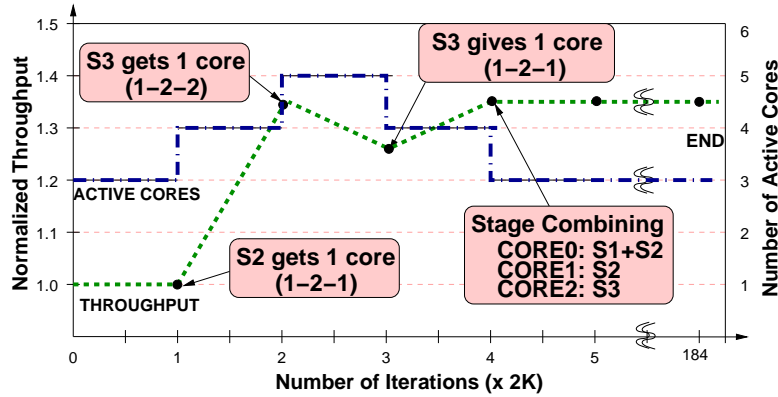 Normalized Throughput
1.5
1.4
1.3
1.2
1.1
1.0
6
5
4
3
2
1
Number of Active Cores
S3 gets 1 core
(1−2−2)
S3 gives 1 core
(1−2−1)
END
ACTIVE CORES
Stage Combining
CORE0: S1+S2
CORE1: S2
CORE2: S3
S2 gets 1 core
(1−2−1)
THROUGHPUT
0
1
2
3
4
5
184
Number of Iterations (x 2K)